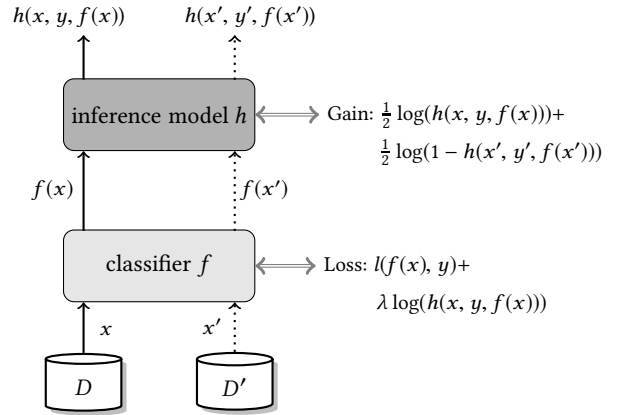 h(x, y, f(x)) h(x′, y′, f(x′))
inference model h
Gain: 1/2 log(h(x, y, f(x)))+
1/2 log(1 − h(x′, y′, f(x′)))
f(x) f(x′)
classifier f
Loss: l(f(x), y)+
λ log(h(x, y, f(x)))
x x′
D D′